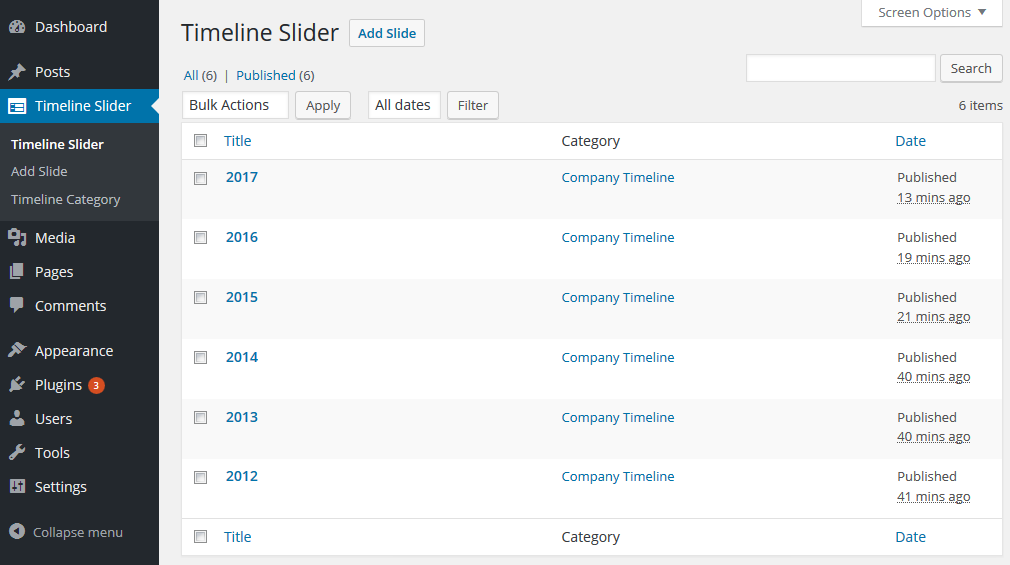 Dashboard
Posts
Timeline Slider
Timeline Slider
Add Slide
Timeline Category
Media
Pages
Comments
Appearance
Plugins 3
Users
Tools
Settings
Collapse menu
Screen Options
Timeline Slider Add Slide
All (6) | Published (6)
Search
Bulk Actions Apply All dates Filter 6 items
Title Category Date
2017 Company Timeline Published
13 mins ago
2016 Company Timeline Published
19 mins ago
2015 Company Timeline Published
21 mins ago
2014 Company Timeline Published
40 mins ago
2013 Company Timeline Published
40 mins ago
2012 Company Timeline Published
41 mins ago
Title Category Date